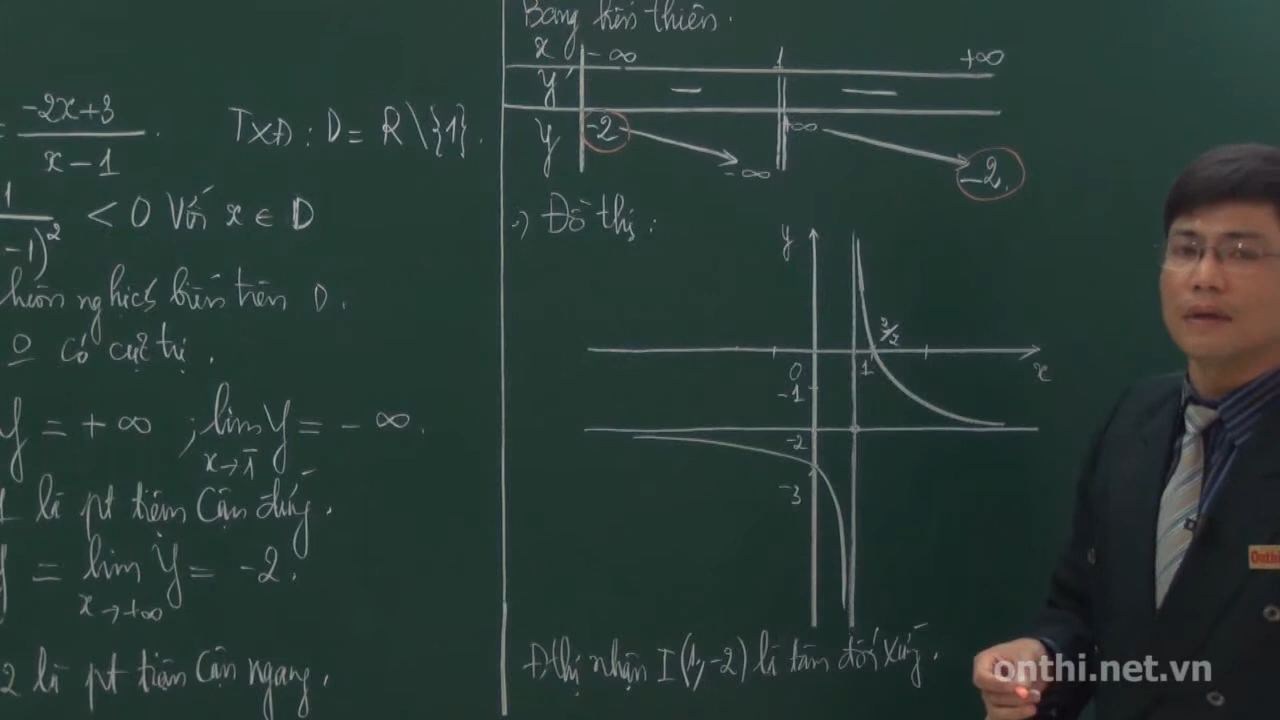 = -2x+3 / x-1 . TXĐ: D = R\{1}.
1 / -1)² < 0 Với x ∈ D
luôn nghịch biến trên D.
0 có cực trị.
y = +∞ ; lim y = -∞.
x→1⁻
1 là pt tiệm cận đứng.
y = lim y = -2.
x→+∞
2 là pt tiệm cận ngang.
Bảng biến thiên.
x -∞ 1 +∞
y' — —
y -2 -∞ +∞ -2
.) Đồ thị:
y
3/2
0 1 x
-1
-2
-3
Đthị nhận I(1,-2) là tâm đối xứng.
Onthi
onthi.net.vn